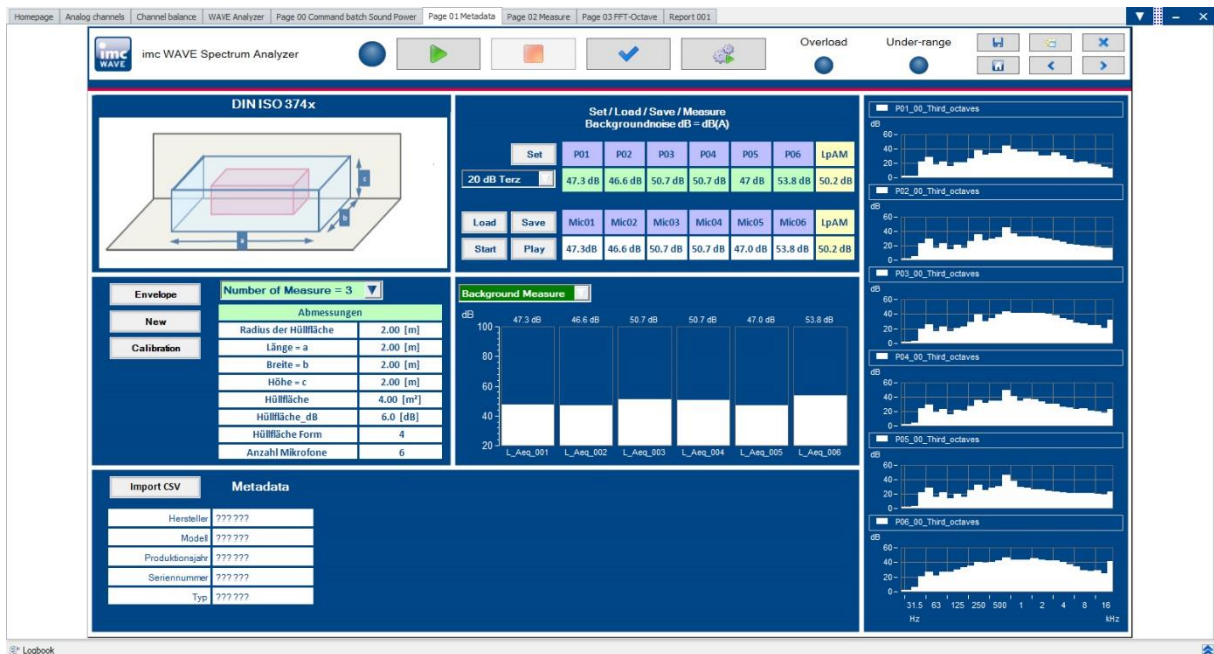 Homepage Analog channels Channel balance WAVE Analyzer Page 00 Command batch Sound Power Page 01 Metadata Page 02 Measure Page 03 FFT-Octave Report 001
imc WAVE
imc WAVE Spectrum Analyzer
Overload Under-range
DIN ISO 374x
a
b
c
Set / Load / Save / Measure
Backgroundnoise dB = dB(A)
Set P01 P02 P03 P04 P05 P06 LpAM
20 dB Terz 47.3 dB 46.6 dB 50.7 dB 50.7 dB 47 dB 53.8 dB 50.2 dB
Load Save Mic01 Mic02 Mic03 Mic04 Mic05 Mic06 LpAM
Start Play 47.3dB 46.6 dB 50.7 dB 50.7 dB 47.0 dB 53.8 dB 50.2 dB
Envelope
New
Calibration
Number of Measure = 3
Abmessungen
Radius der Hüllfläche 2.00 [m]
Länge = a 2.00 [m]
Breite = b 2.00 [m]
Höhe = c 2.00 [m]
Hüllfläche 4.00 [m²]
Hüllfläche_dB 6.0 [dB]
Hüllfläche Form 4
Anzahl Mikrofone 6
Background Measure
dB
47.3 dB 46.6 dB 50.7 dB 50.7 dB 47.0 dB 53.8 dB
100
80
60
40
20
L_Aeq_001 L_Aeq_002 L_Aeq_003 L_Aeq_004 L_Aeq_005 L_Aeq_006
Import CSV Metadata
Hersteller ??? ???
Modell ??? ???
Produktionsjahr ??? ???
Seriennummer ??? ???
Typ ??? ???
P01_00_Third_octaves
dB
60
40
20
0
P02_00_Third_octaves
dB
60
40
20
0
P03_00_Third_octaves
dB
60
40
20
0
P04_00_Third_octaves
dB
60
40
20
0
P05_00_Third_octaves
dB
60
40
20
0
P06_00_Third_octaves
dB
60
40
20
0
31.5 63 125 250 500 1 2 4 8 16
Hz kHz
Logbook